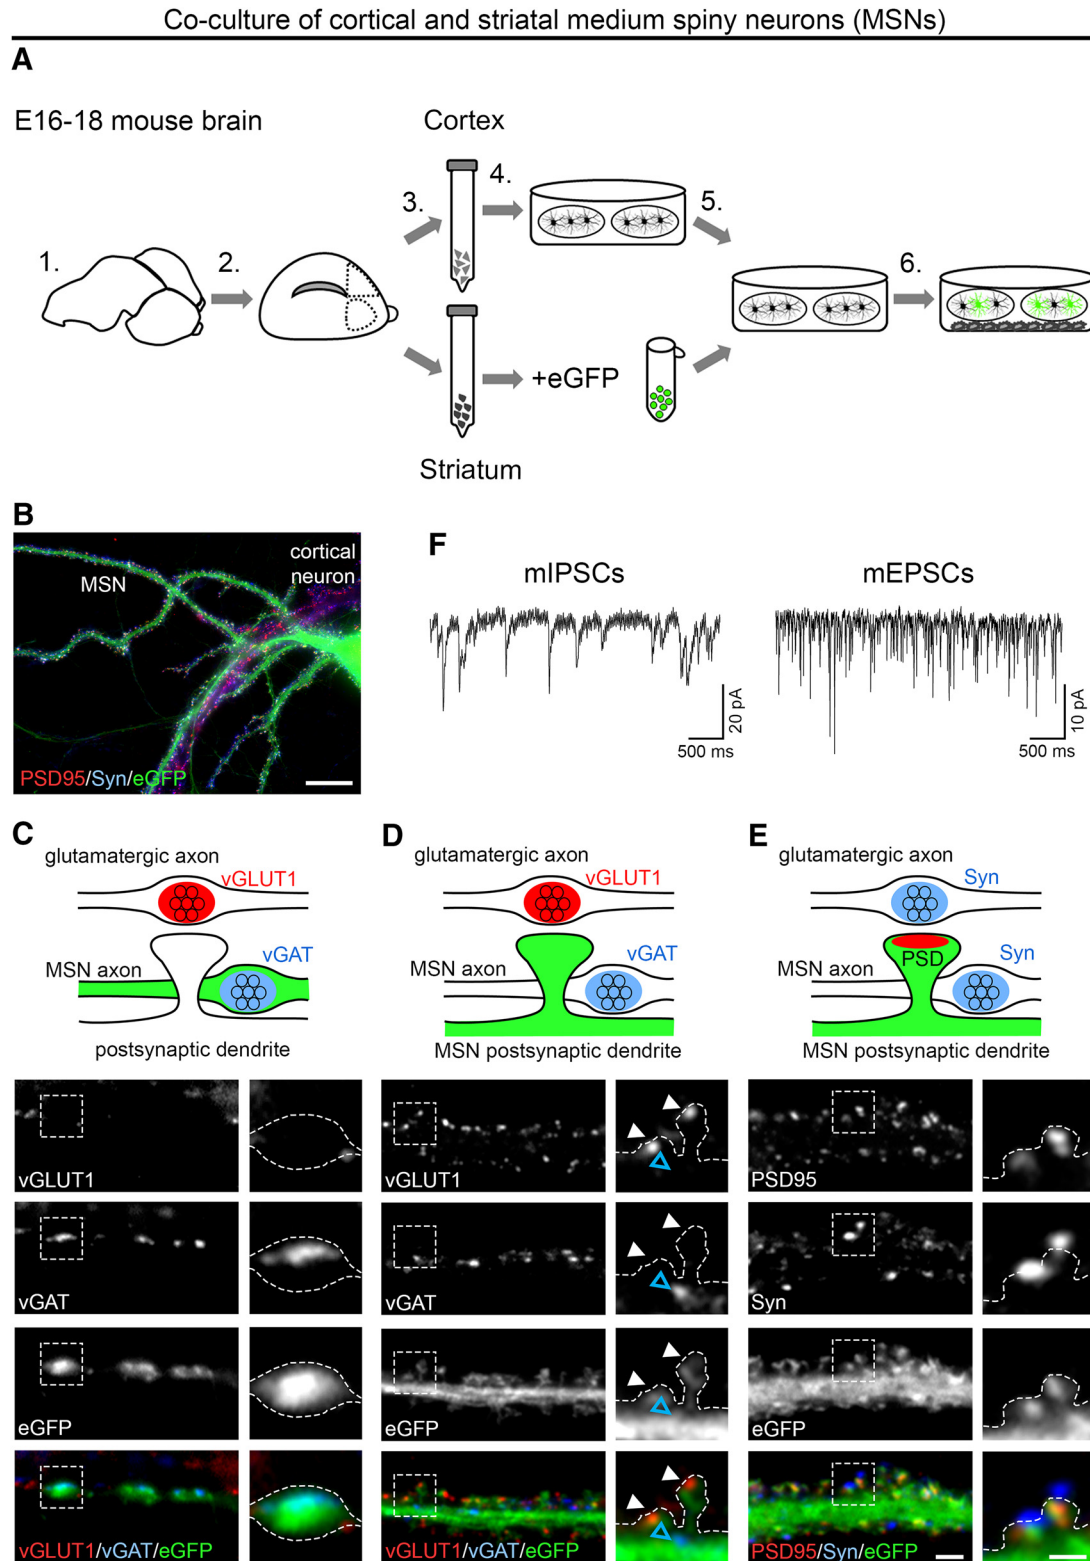 Co-culture of cortical and striatal medium spiny neurons (MSNs)
A
E16-18 mouse brain
Cortex
1.
2.
3.
4.
5.
6.
+eGFP
Striatum
B
MSN
cortical
neuron
PSD95/Syn/eGFP
F
mIPSCs
mEPSCs
20 pA
500 ms
10 pA
500 ms
C
glutamatergic axon
vGLUT1
vGAT
MSN axon
postsynaptic dendrite
vGLUT1
vGAT
eGFP
vGLUT1/vGAT/eGFP
D
glutamatergic axon
vGLUT1
vGAT
MSN axon
MSN postsynaptic dendrite
vGLUT1
vGAT
eGFP
vGLUT1/vGAT/eGFP
E
glutamatergic axon
Syn
PSD
Syn
MSN axon
MSN postsynaptic dendrite
PSD95
Syn
eGFP
PSD95/Syn/eGFP